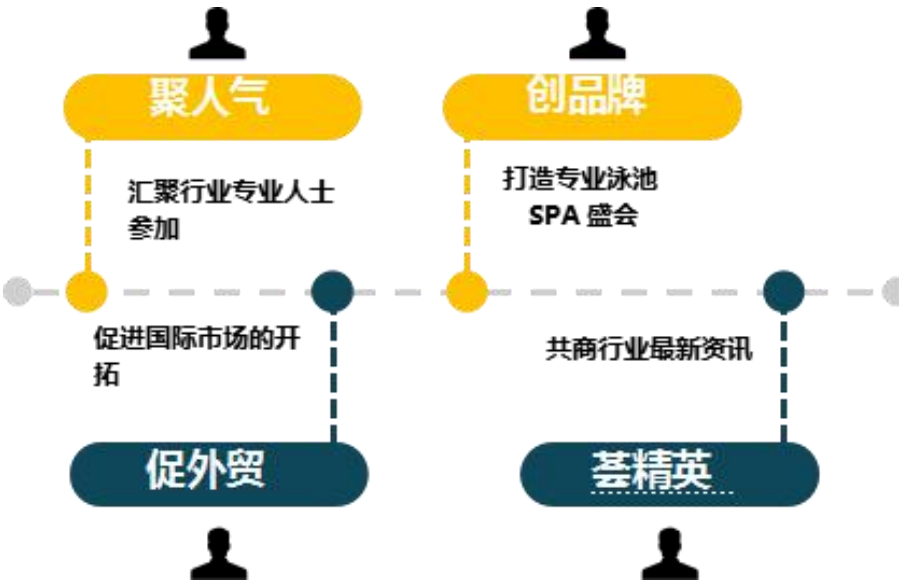 聚人气
创品牌
汇聚行业专业人士
参加
打造专业泳池
SPA 盛会
促进国际市场的开
拓
共商行业最新资讯
促外贸
荟精英